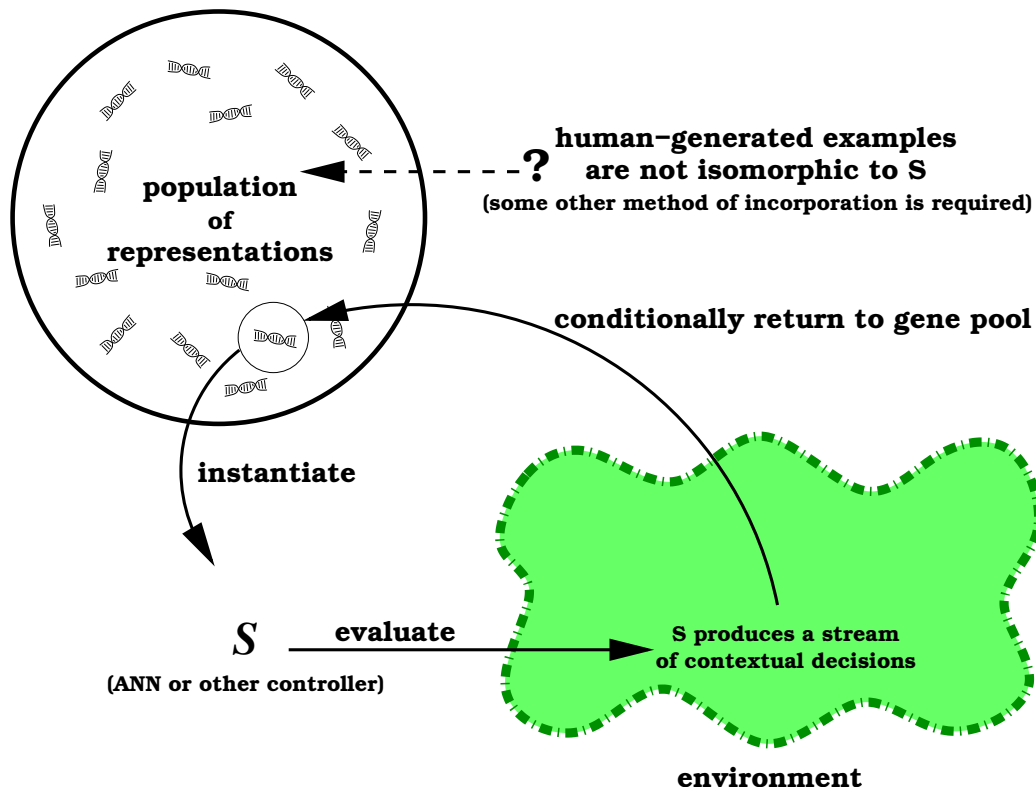 human−generated examples
are not isomorphic to S
(some other method of incorporation is required)
?
population
of
representations
conditionally return to gene pool
instantiate
S
(ANN or other controller)
evaluate
S produces a stream
of contextual decisions
environment